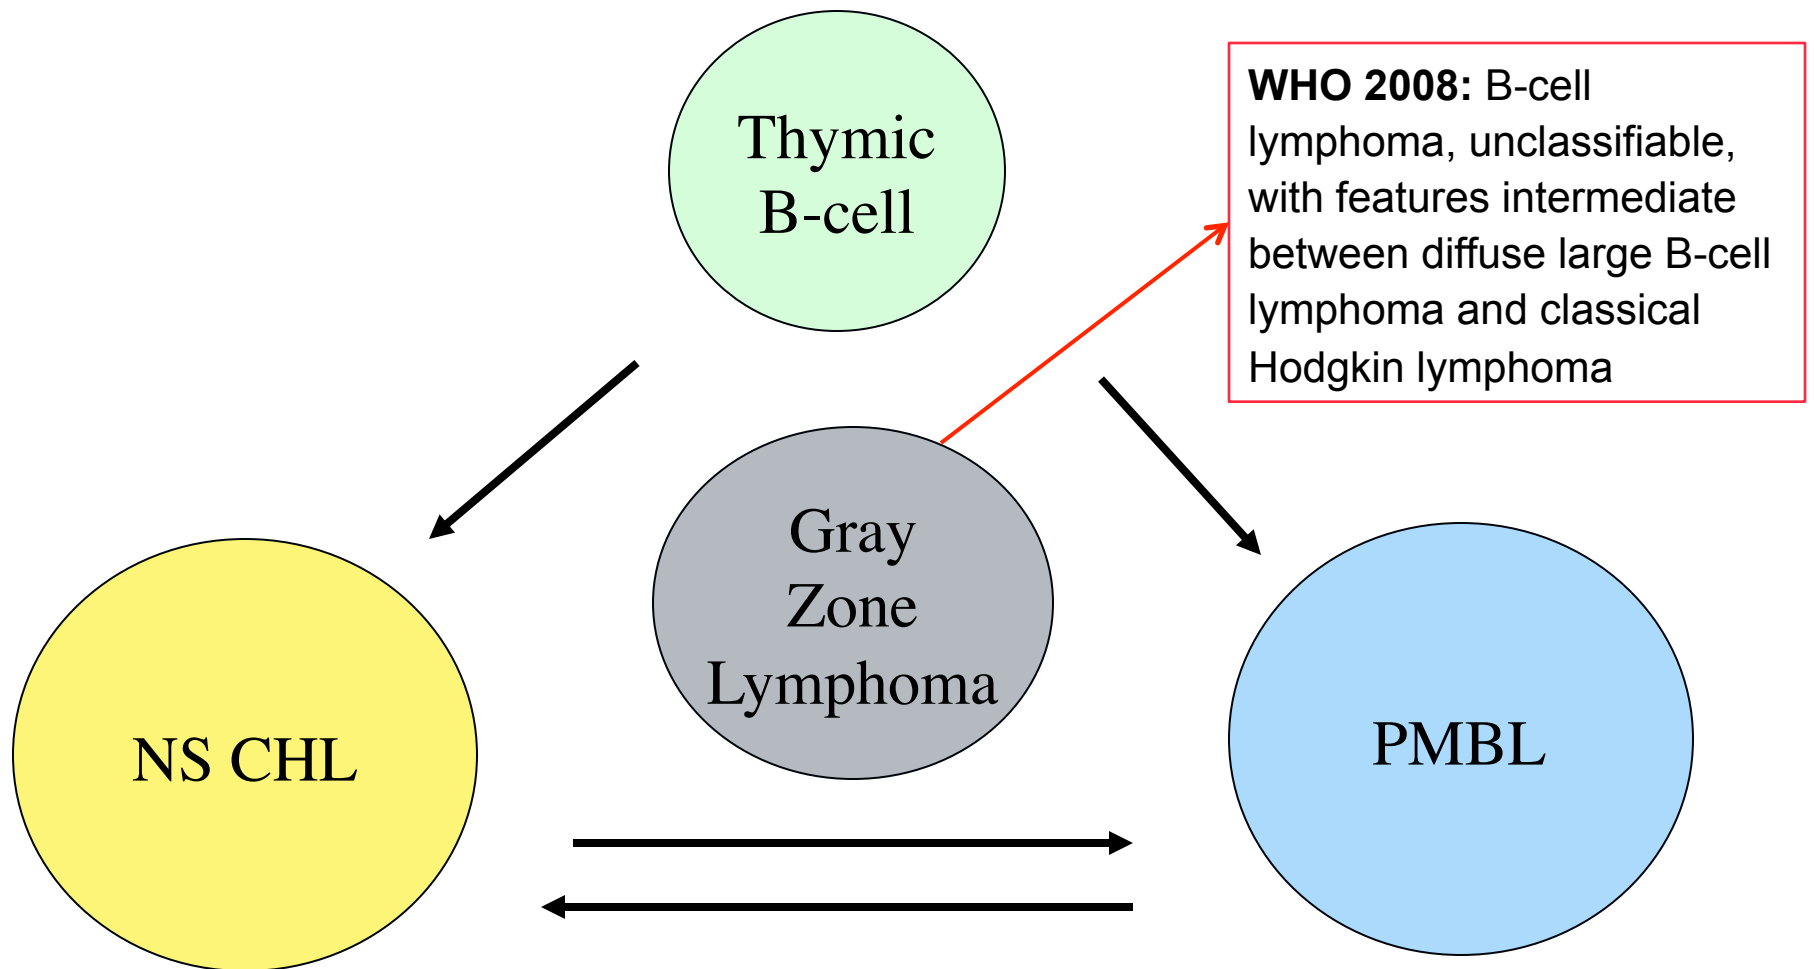 Thymic
B-cell
WHO 2008: B-cell
lymphoma, unclassifiable,
with features intermediate
between diffuse large B-cell
lymphoma and classical
Hodgkin lymphoma
Gray
Zone
Lymphoma
NS CHL
PMBL